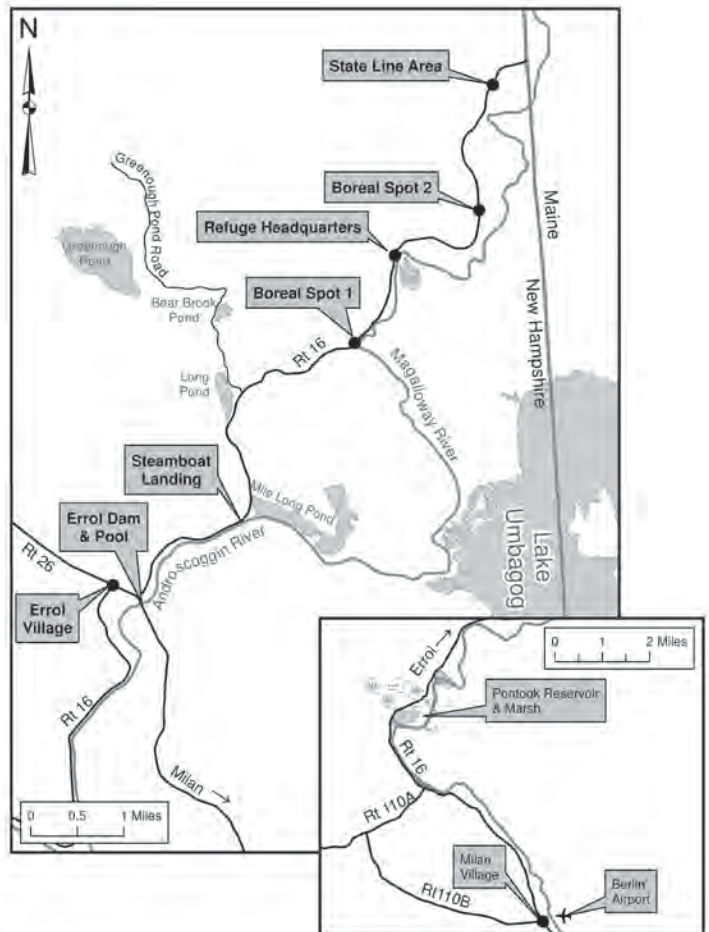 N
State Line Area
Greenough Pond Road
Boreal Spot 2
Maine
Refuge Headquarters
Greenough
Pond
Boreal Spot 1
Bear Brook
Pond
New Hampshire
Rt 16
Magalloway River
Long
Pond
Steamboat
Landing
Mile Long Pond
Errol Dam
& Pool
Androscoggin River
Lake
Umbagog
Rt 26
Errol
Village
Rt 16
Milan
0 0.5 1 Miles
0 1 2 Miles
Errol
Pontook Reservoir
& Marsh
Rt 16
Rt 110A
Milan
Village
Rt110B
Berlin
Airport